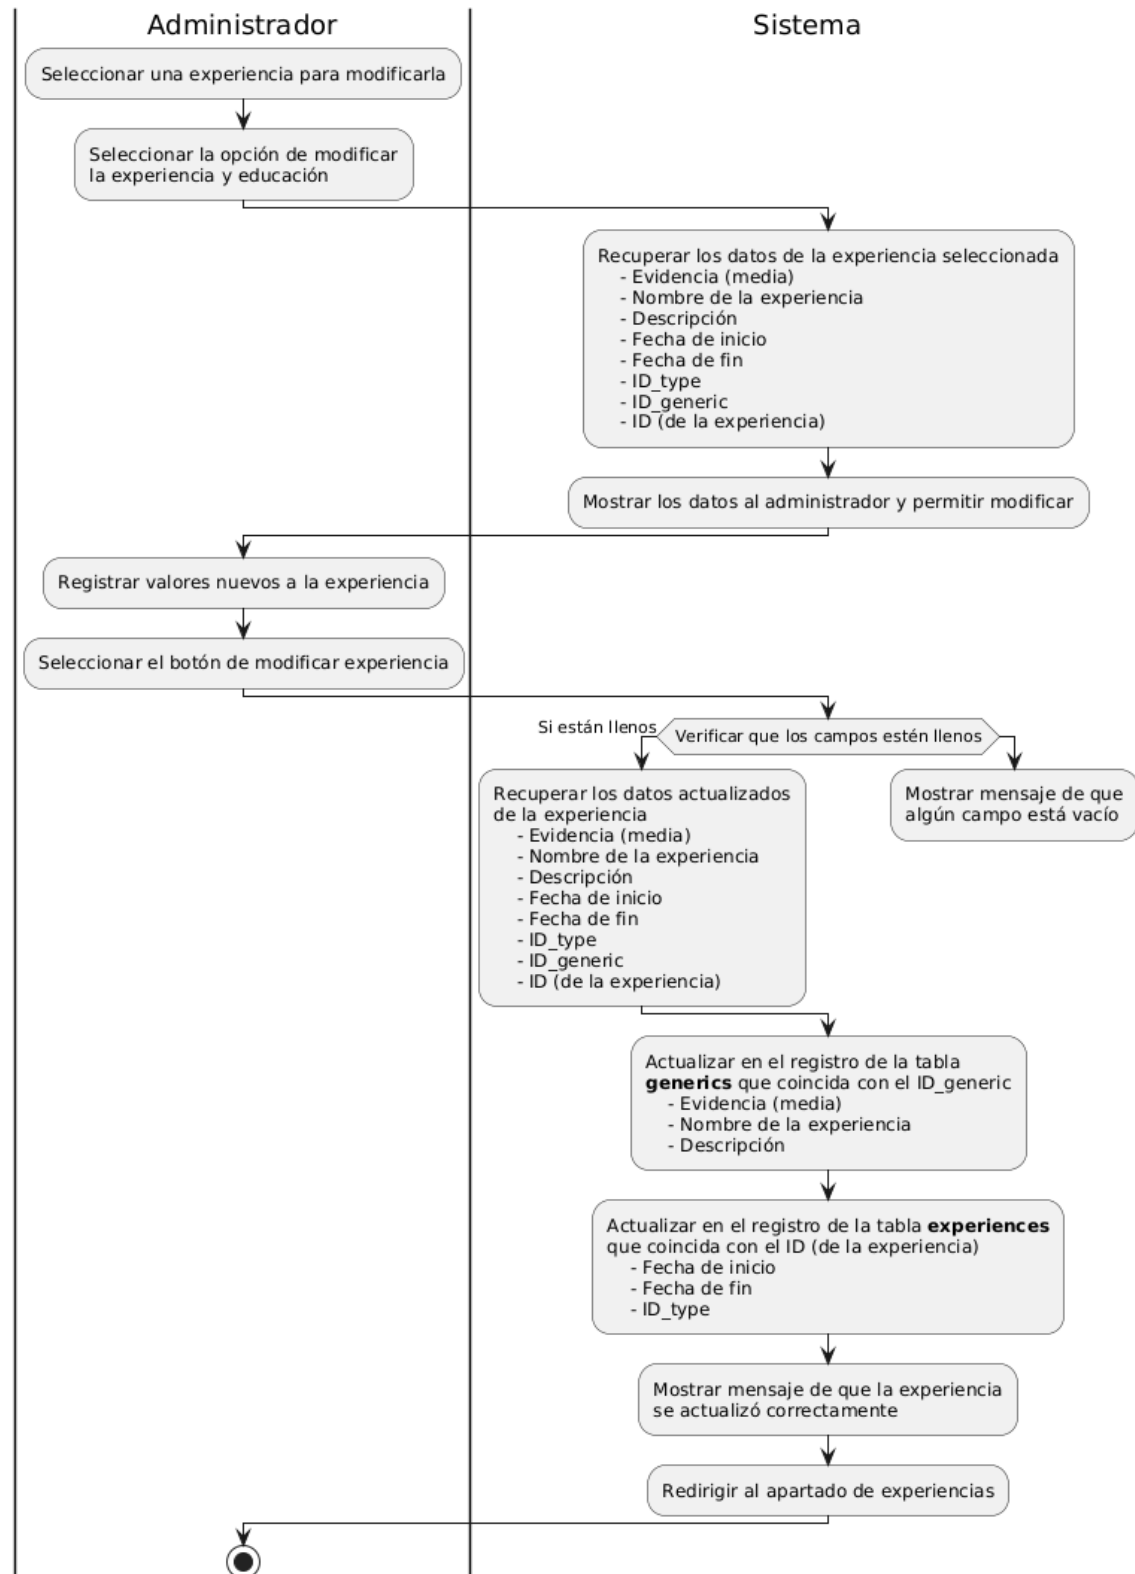 Administrador
Sistema
Seleccionar una experiencia para modificarla
Seleccionar la opción de modificar
la experiencia y educación
Recuperar los datos de la experiencia seleccionada
- Evidencia (media)
- Nombre de la experiencia
- Descripción
- Fecha de inicio
- Fecha de fin
- ID_type
- ID_generic
- ID (de la experiencia)
Mostrar los datos al administrador y permitir modificar
Registrar valores nuevos a la experiencia
Seleccionar el botón de modificar experiencia
Si están llenos
Verificar que los campos estén llenos
Recuperar los datos actualizados
de la experiencia
- Evidencia (media)
- Nombre de la experiencia
- Descripción
- Fecha de inicio
- Fecha de fin
- ID_type
- ID_generic
- ID (de la experiencia)
Mostrar mensaje de que
algún campo está vacío
Actualizar en el registro de la tabla
generics que coincida con el ID_generic
- Evidencia (media)
- Nombre de la experiencia
- Descripción
Actualizar en el registro de la tabla experiences
que coincida con el ID (de la experiencia)
- Fecha de inicio
- Fecha de fin
- ID_type
Mostrar mensaje de que la experiencia
se actualizó correctamente
Redirigir al apartado de experiencias